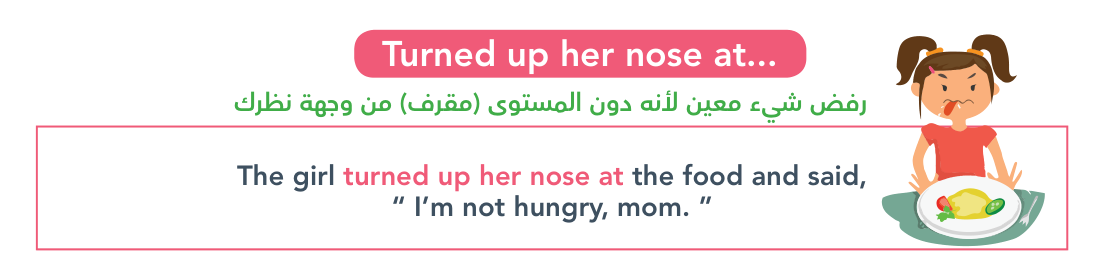 Turned up her nose at...
رفض شيء معين لأنه دون المستوى (مقرف) من وجهة نظرك
The girl turned up her nose at the food and said,
“ I’m not hungry, mom. ”